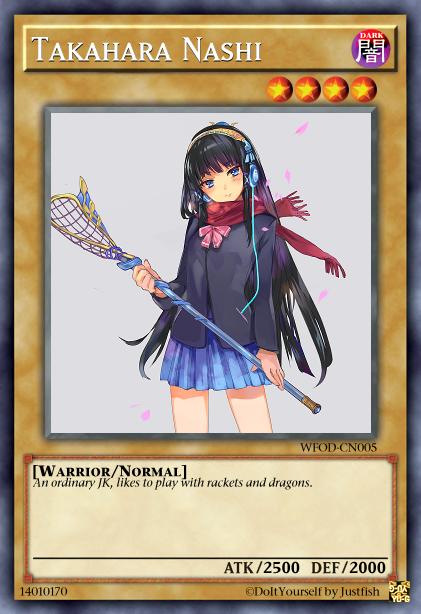 Takahara Nashi
DARK
闇
WFOD-CN005
[Warrior/Normal]
An ordinary JK, likes to play with rackets and dragons.
ATK/2500 DEF/2000
14010170
©DoItYourself by Justfish